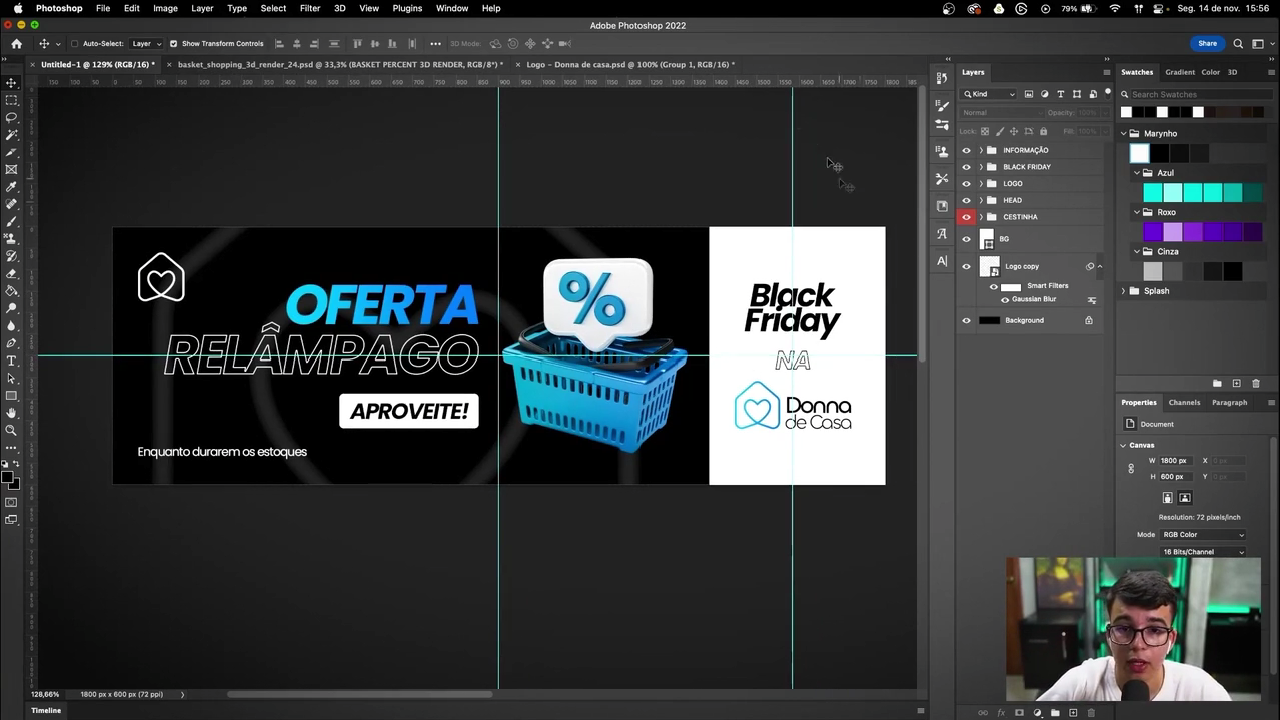 Photoshop File Edit Image Layer Type Select Filter 3D View Plugins Window Help 79% Seg. 14 de nov. 15:56
Adobe Photoshop 2022
Auto-Select: Layer Show Transform Controls 3D Mode: Share
Untitled-1 @ 129% (RGB/16) * basket_shopping_3d_render_24.psd @ 33,3% (BASKET PERCENT 3D RENDER, RGB/8*) * Logo – Donna de casa.psd @ 100% (Group 1, RGB/16) *
Layers
Kind
Normal Opacity: 100%
Lock: Fill: 100%
INFORMAÇÃO
BLACK FRIDAY
LOGO
HEAD
CESTINHA
BG
Logo copy
Smart Filters
Gaussian Blur
Background
Swatches Gradient Color 3D
Search Swatches
Marynho
Azul
Roxo
Cinza
Splash
Properties Channels Paragraph
Document
Canvas
W 1800 px X 0 px
H 600 px Y 0 px
Resolution: 72 pixels/inch
Mode RGB Color
16 Bits/Channel
OFERTA
RELÂMPAGO
APROVEITE!
Enquanto durarem os estoques
%
Black
Friday
NA
Donna
de Casa
128,66% 1800 px x 600 px (72 ppi)
Timeline